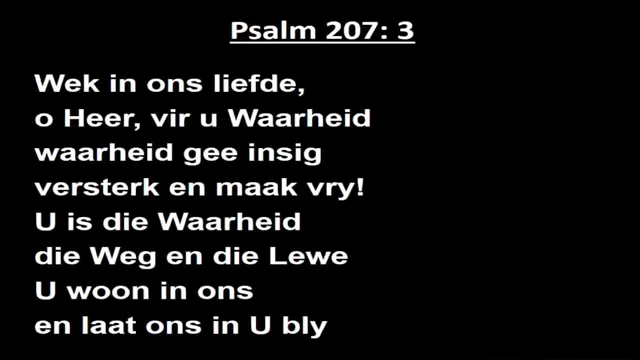 Psalm 207: 3
Wek in ons liefde,
o Heer, vir u Waarheid
waarheid gee insig
versterk en maak vry!
U is die Waarheid
die Weg en die Lewe
U woon in ons
en laat ons in U bly